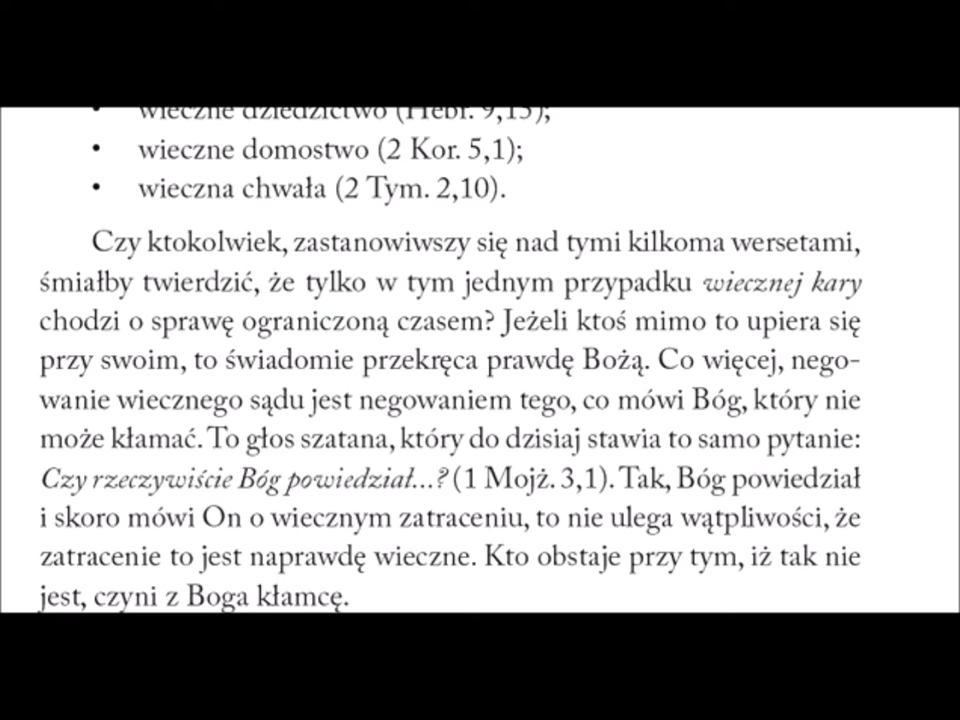 • wieczne dziedzictwo (Hebr. 9,15);
• wieczne domostwo (2 Kor. 5,1);
• wieczna chwała (2 Tym. 2,10).
Czy ktokolwiek, zastanowiwszy się nad tymi kilkoma wersetami,
śmiałby twierdzić, że tylko w tym jednym przypadku wiecznej kary
chodzi o sprawę ograniczoną czasem? Jeżeli ktoś mimo to upiera się
przy swoim, to świadomie przekręca prawdę Bożą. Co więcej, nego-
wanie wiecznego sądu jest negowaniem tego, co mówi Bóg, który nie
może kłamać. To głos szatana, który do dzisiaj stawia to samo pytanie:
Czy rzeczywiście Bóg powiedział...? (1 Mojż. 3,1). Tak, Bóg powiedział
i skoro mówi On o wiecznym zatraceniu, to nie ulega wątpliwości, że
zatracenie to jest naprawdę wieczne. Kto obstaje przy tym, iż tak nie
jest, czyni z Boga kłamcę.